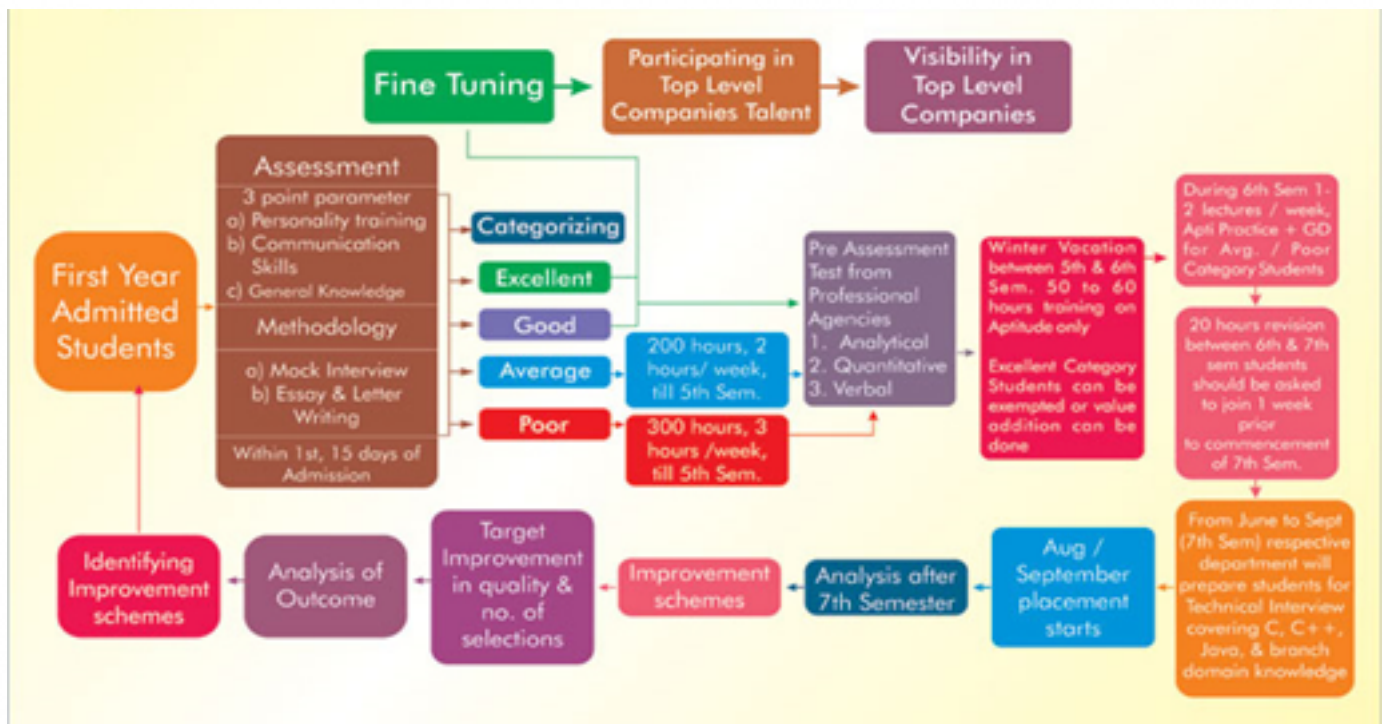 Fine Tuning
Participating in
Top Level
Companies Talent
Visibility in
Top Level
Companies
First Year
Admitted
Students
Assessment
3 point parameter
a) Personality training
b) Communication
Skills
c) General Knowledge
Methodology
a) Mock Interview
b) Essay & Letter
Writing
Within 1st, 15 days of
Admission
Categorizing
Excellent
Good
Average
Poor
200 hours, 2
hours/ week,
till 5th Sem.
300 hours, 3
hours /week,
till 5th Sem.
Pre Assessment
Test from
Professional
Agencies
1. Analytical
2. Quantitative
3. Verbal
Winter Vacation
between 5th & 6th
Sem. 50 to 60
hours training on
Aptitude only
Excellent Category
Students can be
exempted or value
addition can be
done
During 6th Sem 1-
2 lectures / week,
Apti Practice + GD
for Avg. / Poor
Category Students
20 hours revision
between 6th & 7th
sem students
should be asked
to join 1 week
prior
to commencement
of 7th Sem.
From June to Sept
(7th Sem) respective
department will
prepare students for
Technical Interview
covering C, C++,
Java, & branch
domain knowledge
Aug /
September
placement
starts
Analysis after
7th Semester
Improvement
schemes
Target
Improvement
in quality &
no. of
selections
Analysis of
Outcome
Identifying
Improvement
schemes